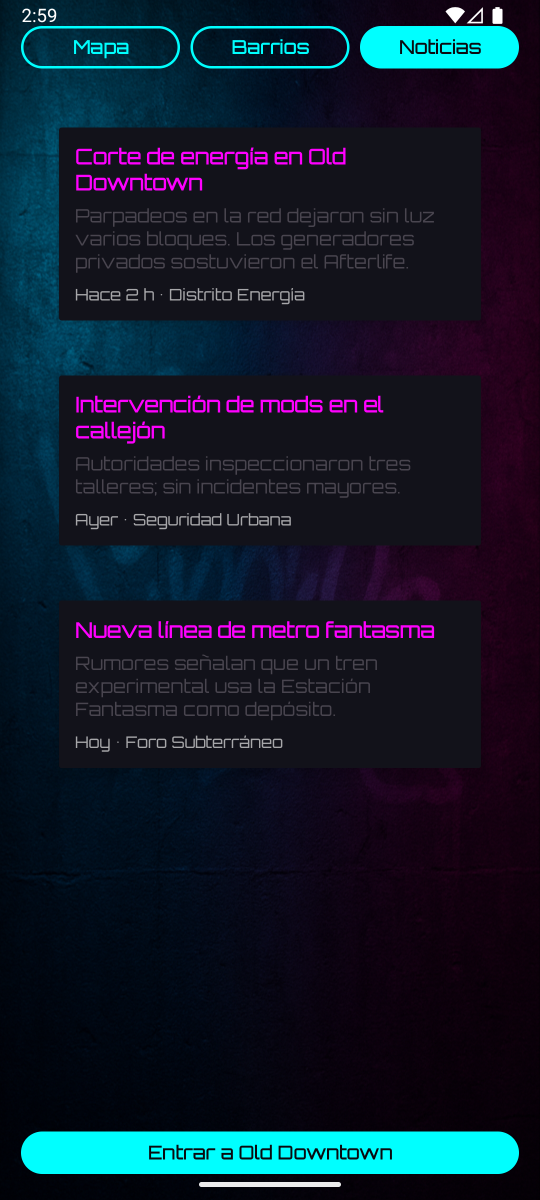 2:59
Mapa
Barrios
Noticias
Corte de energía en Old
Downtown
Parpadeos en la red dejaron sin luz
varios bloques. Los generadores
privados sostuvieron el Afterlife.
Hace 2 h · Distrito Energía
Intervención de mods en el
callejón
Autoridades inspeccionaron tres
talleres; sin incidentes mayores.
Ayer · Seguridad Urbana
Nueva línea de metro fantasma
Rumores señalan que un tren
experimental usa la Estación
Fantasma como depósito.
Hoy · Foro Subterráneo
Entrar a Old Downtown